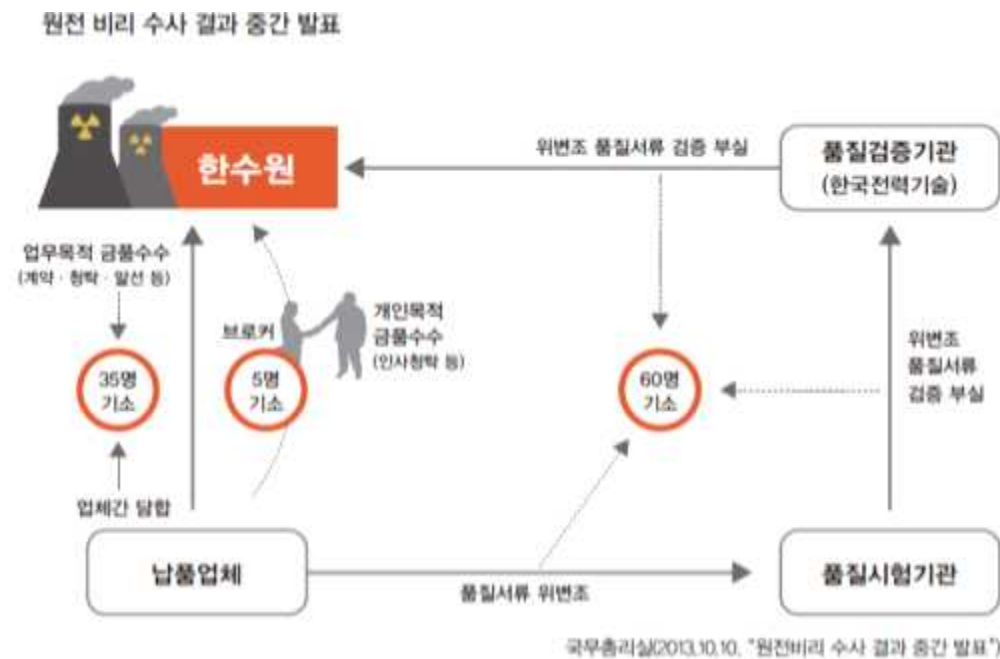 원전 비리 수사 결과 중간 발표
한수원
위변조 품질서류 검증 부실
품질검증기관
(한국전력기술)
업무목적 금품수수
(계약 · 청탁 · 알선 등)
브로커
개인목적
금품수수
(인사청탁 등)
위변조
품질서류
검증 부실
35명
기소
5명
기소
60명
기소
업체간 담합
납품업체
품질서류 위변조
품질시험기관
국무총리실(2013.10.10. "원전비리 수사 결과 중간 발표")